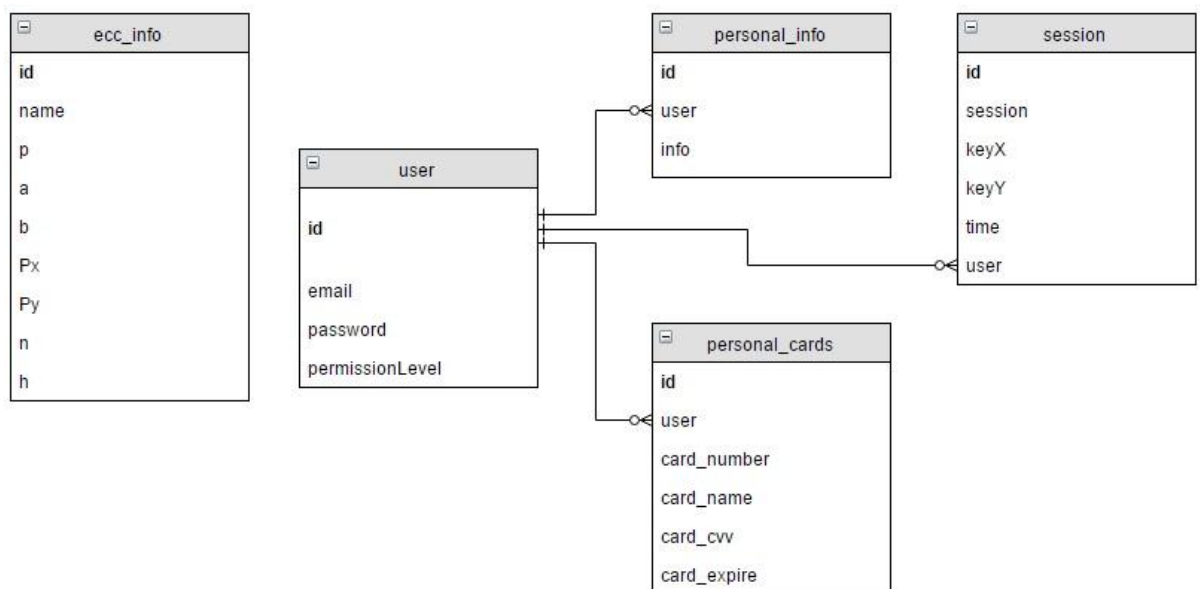 ecc_info
id
name
p
a
b
Px
Py
n
h
user
id
email
password
permissionLevel
personal_info
id
user
info
personal_cards
id
user
card_number
card_name
card_cvv
card_expire
session
id
session
keyX
keyY
time
user